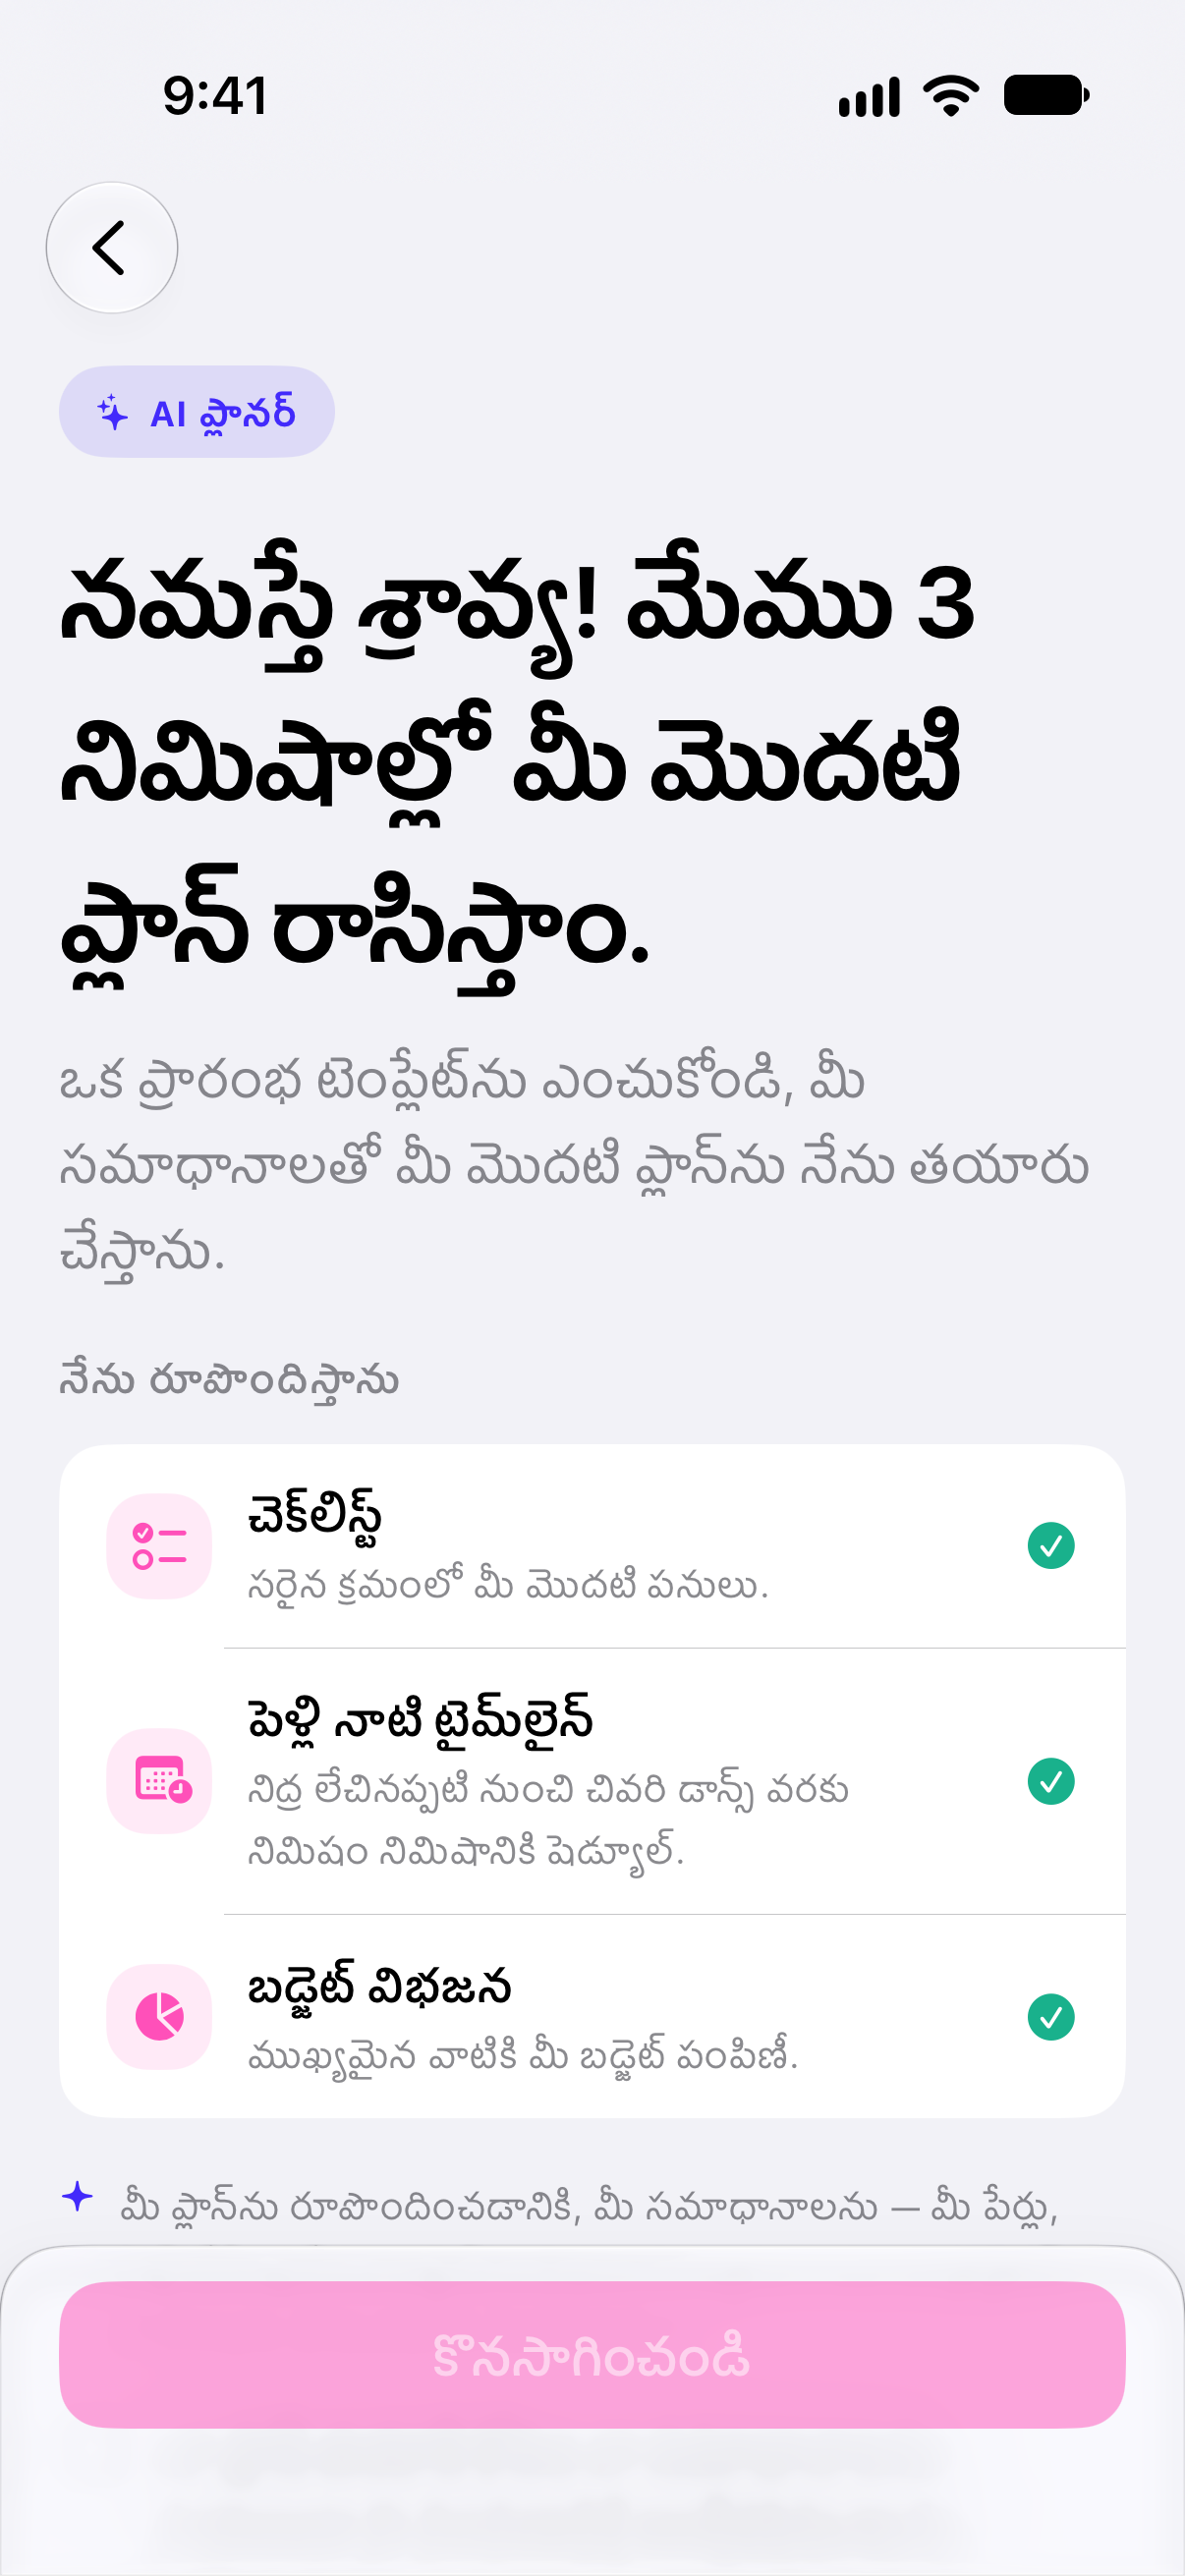 9:41
AI ప్లానర్
నమస్తే శ్రావ్య! మేము 3
నిమిషాల్లో మీ మొదటి
ప్లాన్ రాసిస్తాం.
ఒక ప్రారంభ టెంప్లేట్‌ను ఎంచుకోండి, మీ
సమాధానాలతో మీ మొదటి ప్లాన్‌ను నేను తయారు
చేస్తాను.
నేను రూపొందిస్తాను
చెక్‌లిస్ట్
సరైన క్రమంలో మీ మొదటి పనులు.
పెళ్లి నాటి టైమ్‌లైన్
నిద్ర లేచినప్పటి నుంచి చివరి డాన్స్ వరకు
నిమిషం నిమిషానికి షెడ్యూల్.
బడ్జెట్ విభజన
ముఖ్యమైన వాటికి మీ బడ్జెట్ పంపిణీ.
మీ ప్లాన్‌ను రూపొందించడానికి, మీ సమాధానాలను — మీ పేర్లు,
కొనసాగించండి